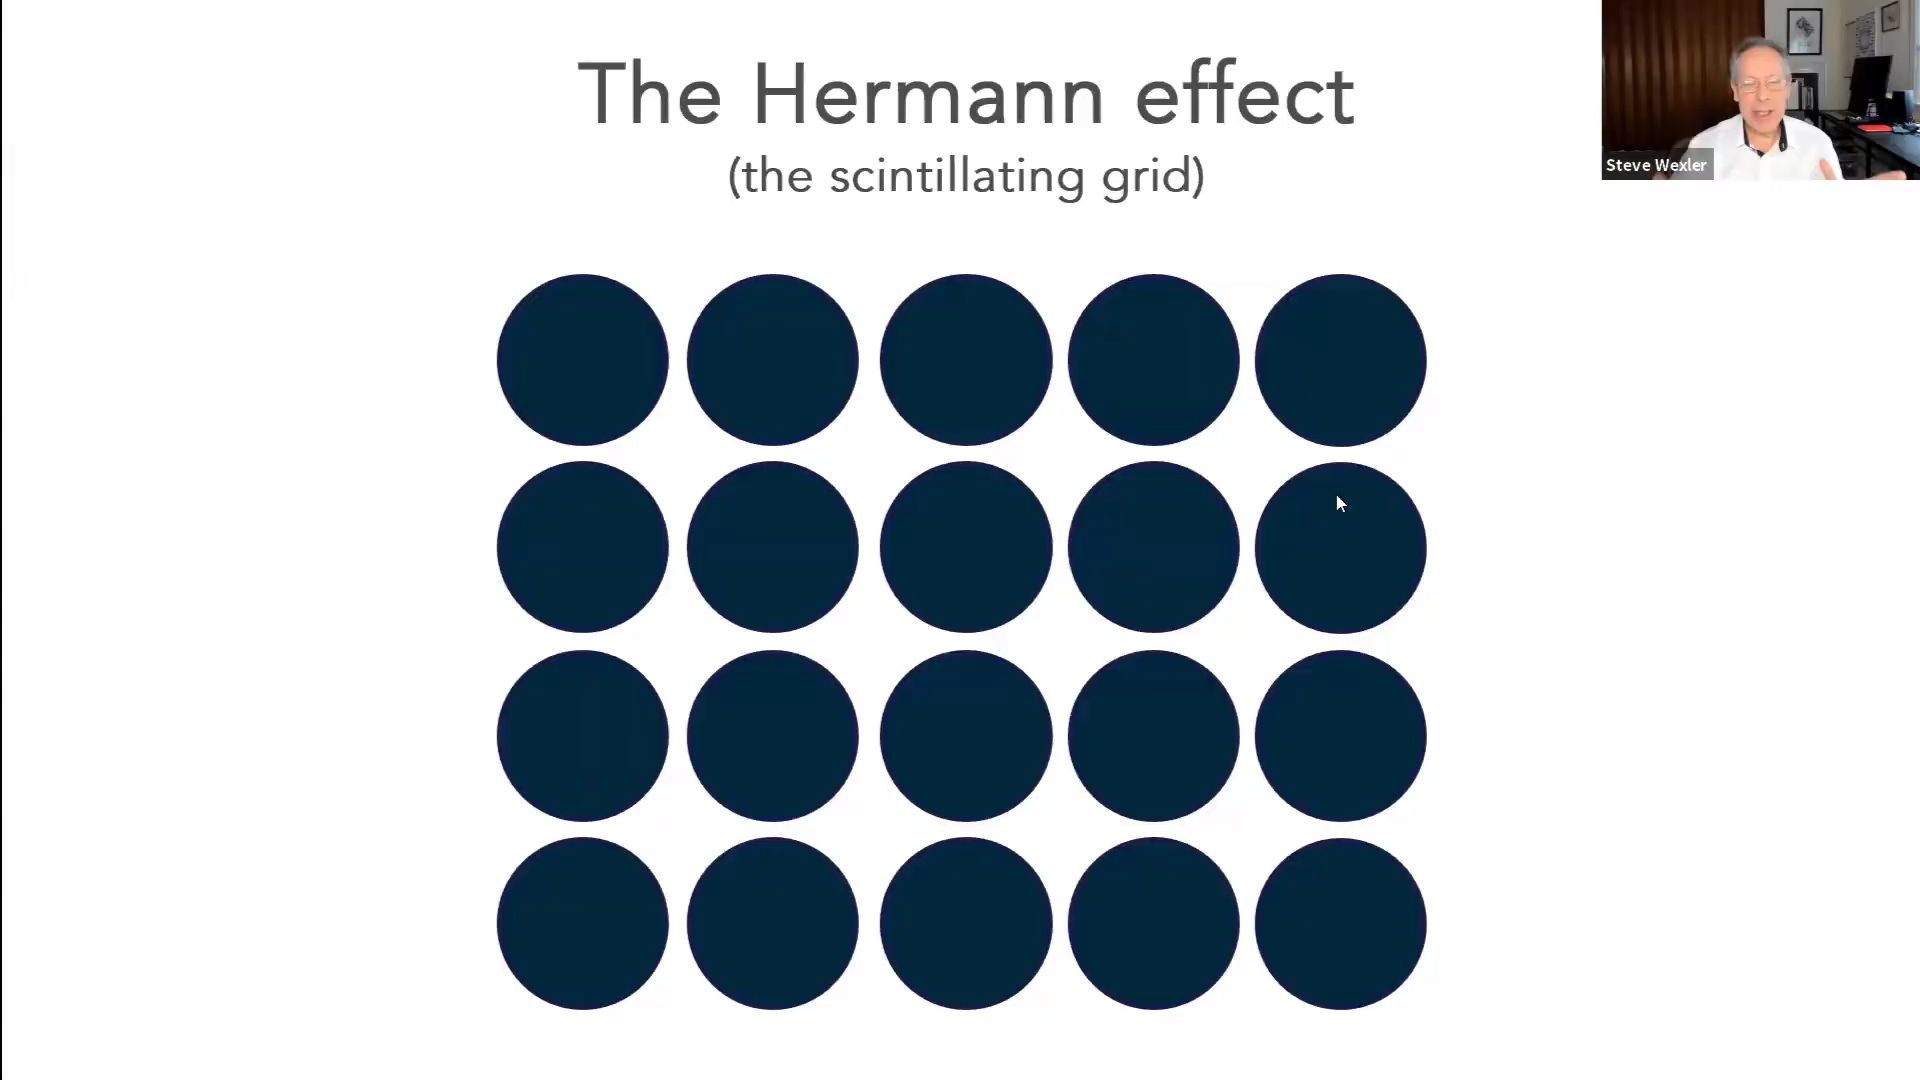 The Hermann effect
(the scintillating grid)
Steve Wexler